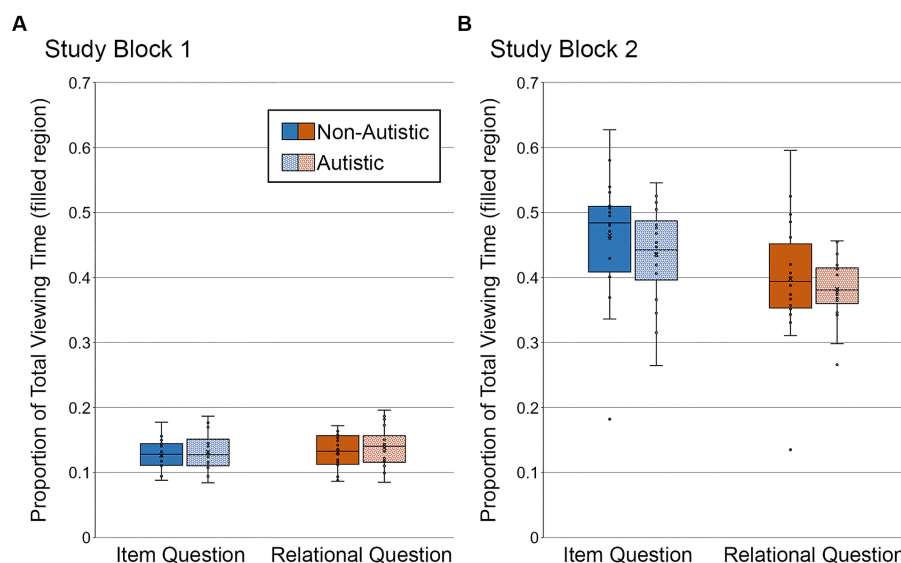 A
Study Block 1
Proportion of Total Viewing Time (filled region)
0.7
0.6
0.5
0.4
0.3
0.2
0.1
0
Non-Autistic
Autistic
Item Question
Relational Question
B
Study Block 2
Proportion of Total Viewing Time (filled region)
0.7
0.6
0.5
0.4
0.3
0.2
0.1
0
Item Question
Relational Question